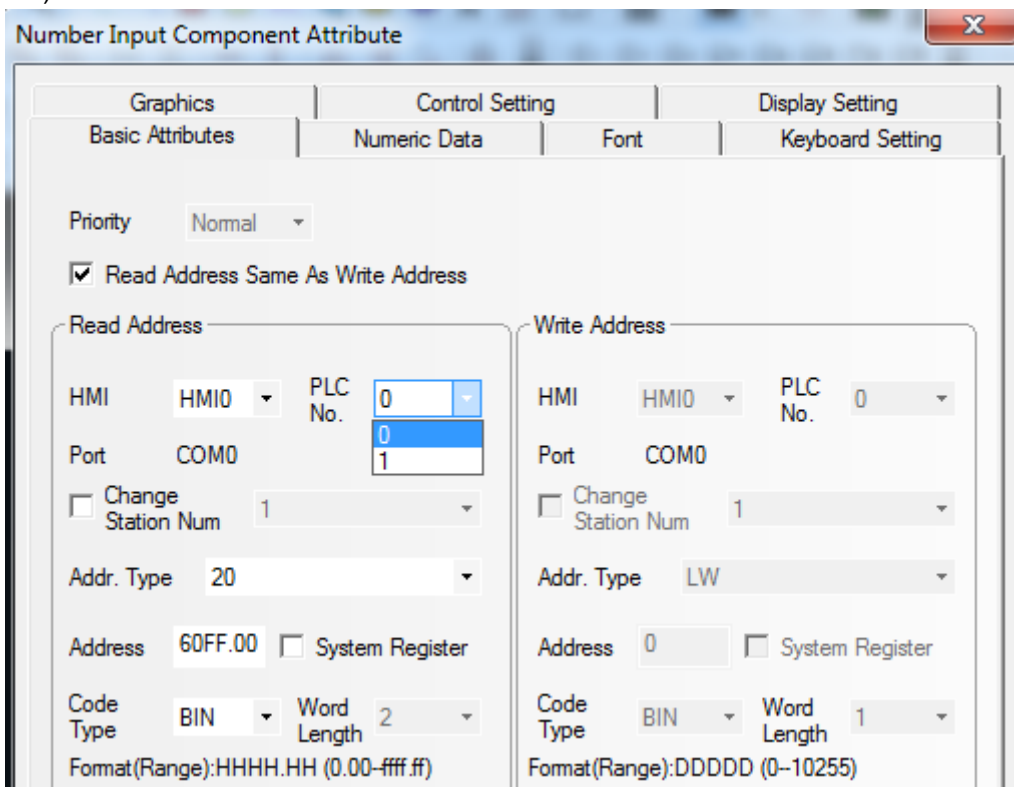 Number Input Component Attribute
Graphics Control Setting Display Setting
Basic Attributes Numeric Data Font Keyboard Setting
Priority Normal
Read Address Same As Write Address
Read Address
HMI HMI0 PLC No. 0
0
1
Port COM0
Change Station Num 1
Addr. Type 20
Address 60FF.00 System Register
Code Type BIN Word Length 2
Format(Range):HHHH.HH (0.00--ffff.ff)
Write Address
HMI HMI0 PLC No. 0
Port COM0
Change Station Num 1
Addr. Type LW
Address 0 System Register
Code Type BIN Word Length 1
Format(Range):DDDDD (0--10255)